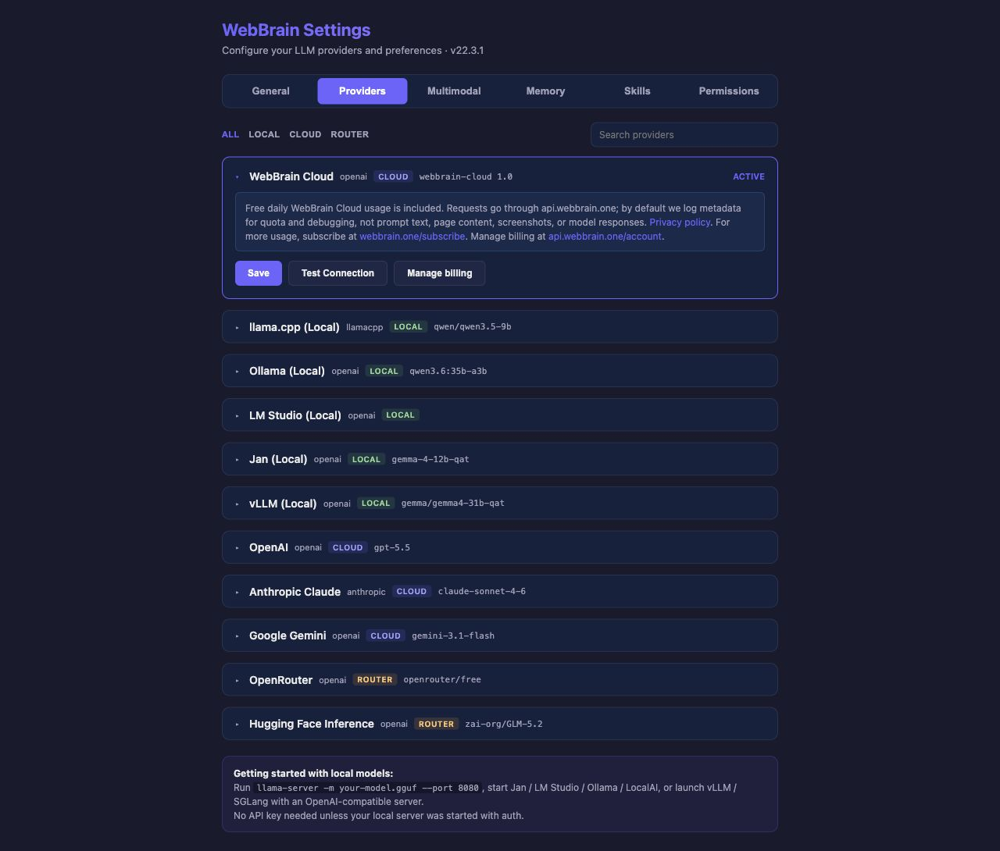 WebBrain Settings
Configure your LLM providers and preferences · v22.3.1
General Providers Multimodal Memory Skills Permissions
ALL LOCAL CLOUD ROUTER Search providers
▾ WebBrain Cloud openai CLOUD webbrain-cloud 1.0 ACTIVE
Free daily WebBrain Cloud usage is included. Requests go through api.webbrain.one; by default we log metadata
for quota and debugging, not prompt text, page content, screenshots, or model responses. Privacy policy. For
more usage, subscribe at webbrain.one/subscribe. Manage billing at api.webbrain.one/account.
Save Test Connection Manage billing
▸ llama.cpp (Local) llamacpp LOCAL qwen/qwen3.5-9b
▸ Ollama (Local) openai LOCAL qwen3.6:35b-a3b
▸ LM Studio (Local) openai LOCAL
▸ Jan (Local) openai LOCAL gemma-4-12b-qat
▸ vLLM (Local) openai LOCAL gemma/gemma4-31b-qat
▸ OpenAI openai CLOUD gpt-5.5
▸ Anthropic Claude anthropic CLOUD claude-sonnet-4-6
▸ Google Gemini openai CLOUD gemini-3.1-flash
▸ OpenRouter openai ROUTER openrouter/free
▸ Hugging Face Inference openai ROUTER zai-org/GLM-5.2
Getting started with local models:
Run llama-server -m your-model.gguf --port 8080, start Jan / LM Studio / Ollama / LocalAI, or launch vLLM /
SGLang with an OpenAI-compatible server.
No API key needed unless your local server was started with auth.